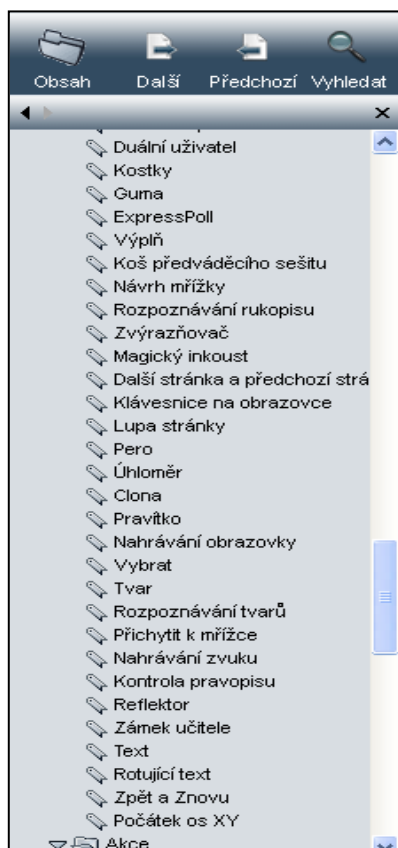 Obsah Další Předchozí Vyhledat
Duální uživatel
Kostky
Guma
ExpressPoll
Výplň
Koš předváděcího sešitu
Návrh mřížky
Rozpoznávání rukopisu
Zvýrazňovač
Magický inkoust
Další stránka a předchozí strá
Klávesnice na obrazovce
Lupa stránky
Pero
Úhloměr
Clona
Pravítko
Nahrávání obrazovky
Vybrat
Tvar
Rozpoznávání tvarů
Přichytit k mřížce
Nahrávání zvuku
Kontrola pravopisu
Reflektor
Zámek učitele
Text
Rotující text
Zpět a Znovu
Počátek os XY
Akce